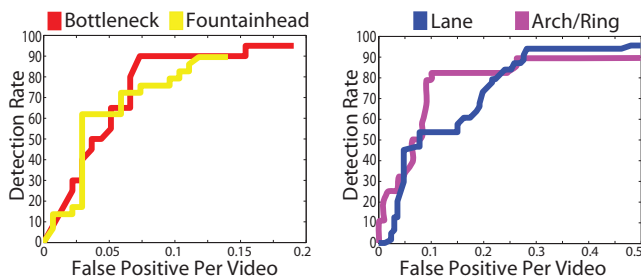 Bottleneck Fountainhead
Detection Rate
100
90
80
70
60
50
40
30
20
10
0
0 0.05 0.1 0.15 0.2
False Positive Per Video
Lane Arch/Ring
Detection Rate
100
90
80
70
60
50
40
30
20
10
0
0 0.1 0.2 0.3 0.4 0.5
False Positive Per Video